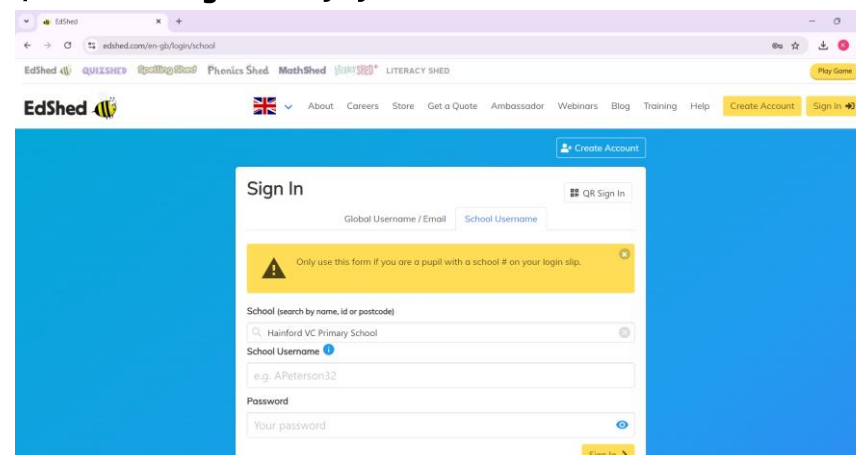 EdShed
edshed.com/en-gb/login/school
EdShed QUIZSHED Spelling Shed Phonics Shed MathShed LITERACY SHED Play Game
EdShed About Careers Store Get a Quote Ambassador Webinars Blog Training Help Create Account Sign In
Create Account
Sign In QR Sign In
Global Username / Email School Username
Only use this form if you are a pupil with a school # on your login slip.
School (search by name, id or postcode)
Hainford VC Primary School
School Username
e.g. APeterson32
Password
Your password
Sign In